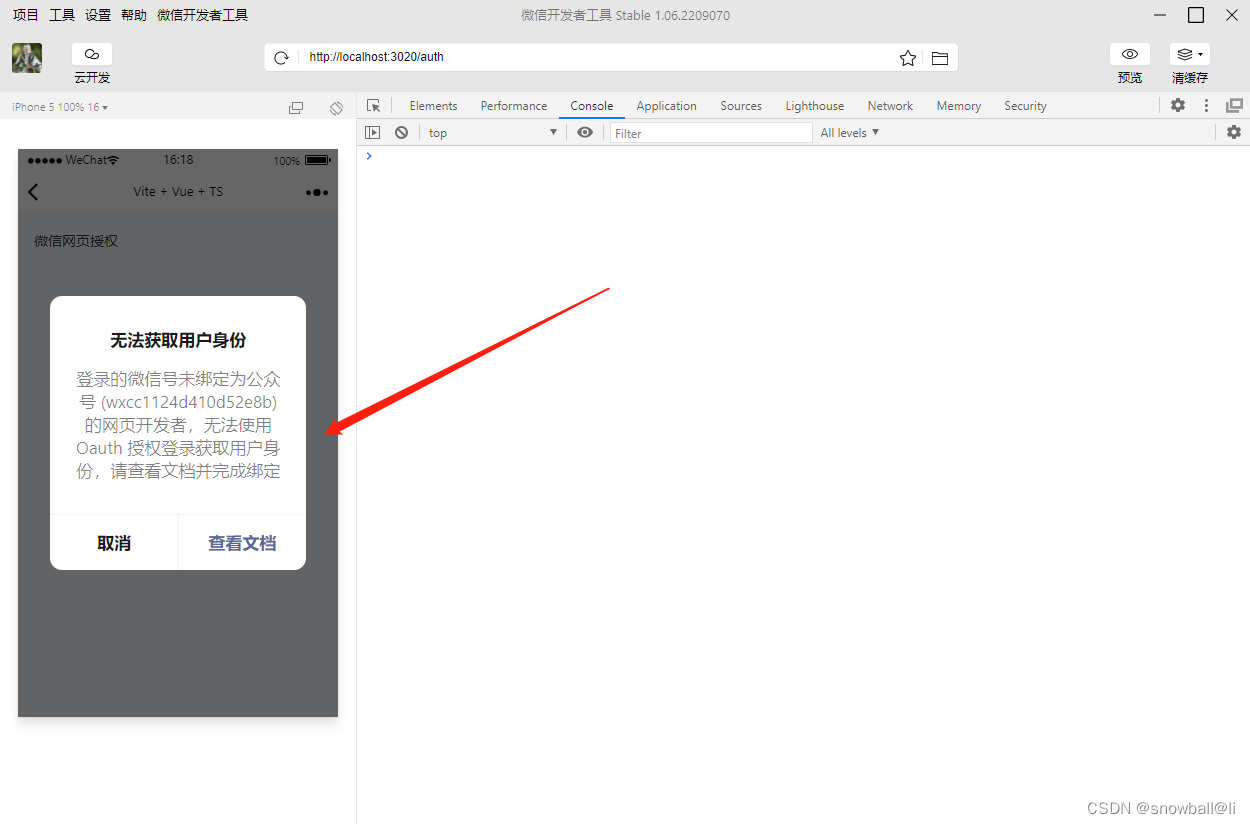 项目 工具 设置 帮助 微信开发者工具
微信开发者工具 Stable 1.06.2209070
云开发
http://localhost:3020/auth
预览
清缓存
iPhone 5 100% 16
Elements Performance Console Application Sources Lighthouse Network Memory Security
top
Filter
All levels
WeChat
16:18
100%
Vite + Vue + TS
微信网页授权
无法获取用户身份
登录的微信号未绑定为公众
号 (wxcc1124d410d52e8b)
的网页开发者，无法使用
Oauth 授权登录获取用户身
份，请查看文档并完成绑定
取消
查看文档
CSDN @snowball@li